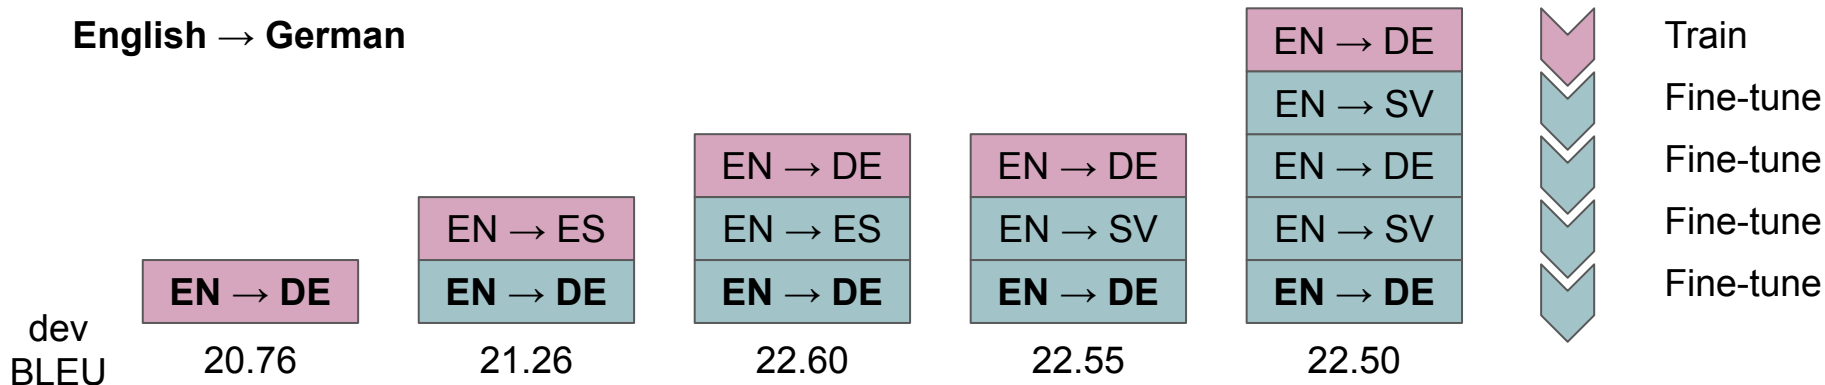 English → German
EN → DE
EN → DE
20.76
EN → ES
EN → DE
21.26
EN → DE
EN → ES
EN → DE
22.60
EN → DE
EN → SV
EN → DE
22.55
EN → DE
EN → SV
EN → DE
EN → SV
EN → DE
22.50
Train
Fine-tune
Fine-tune
Fine-tune
Fine-tune
dev
BLEU